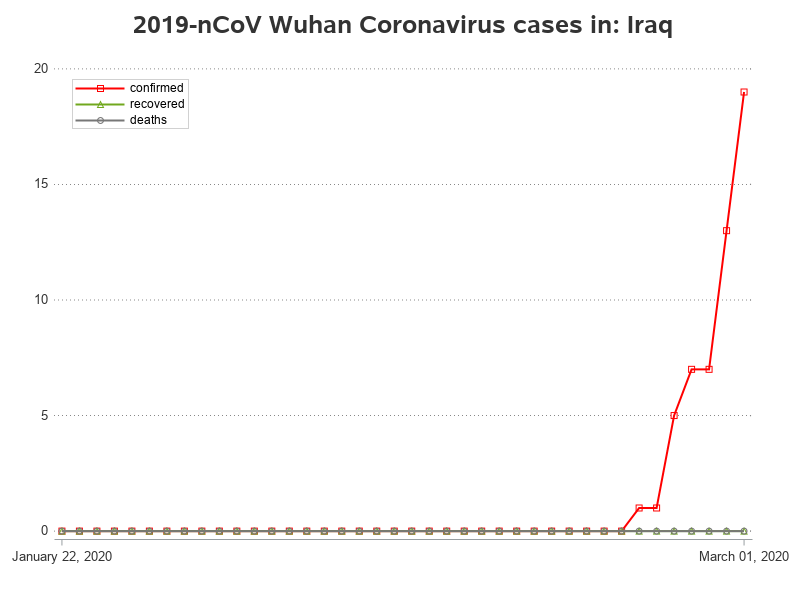 2019-nCoV Wuhan Coronavirus cases in: Iraq
20
confirmed
recovered
deaths
15
10
5
0
January 22, 2020
March 01, 2020